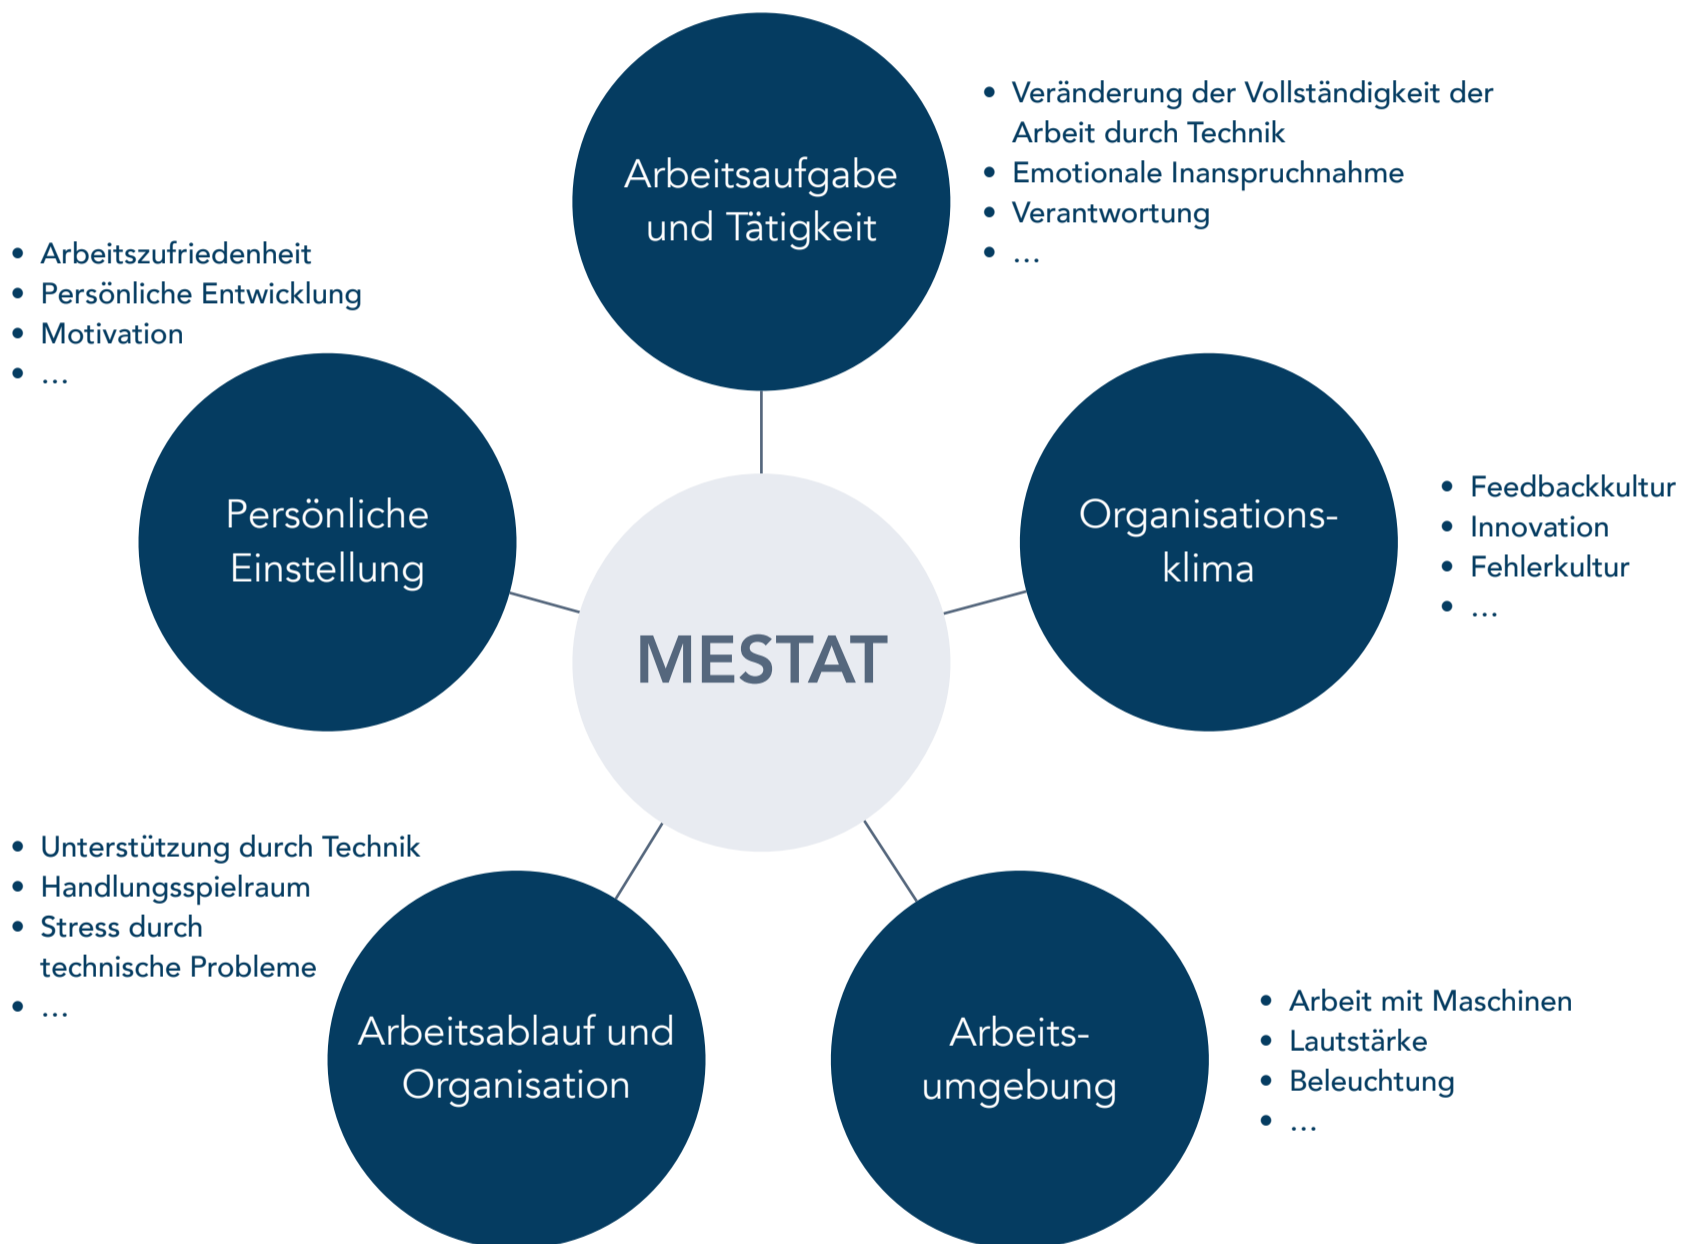 Arbeitsaufgabe
und Tätigkeit
• Veränderung der Vollständigkeit der
Arbeit durch Technik
• Emotionale Inanspruchnahme
• Verantwortung
• …
• Arbeitszufriedenheit
• Persönliche Entwicklung
• Motivation
• …
Persönliche
Einstellung
Organisations-
klima
• Feedbackkultur
• Innovation
• Fehlerkultur
• …
MESTAT
• Unterstützung durch Technik
• Handlungsspielraum
• Stress durch
technische Probleme
• …
Arbeitsablauf und
Organisation
Arbeits-
umgebung
• Arbeit mit Maschinen
• Lautstärke
• Beleuchtung
• …